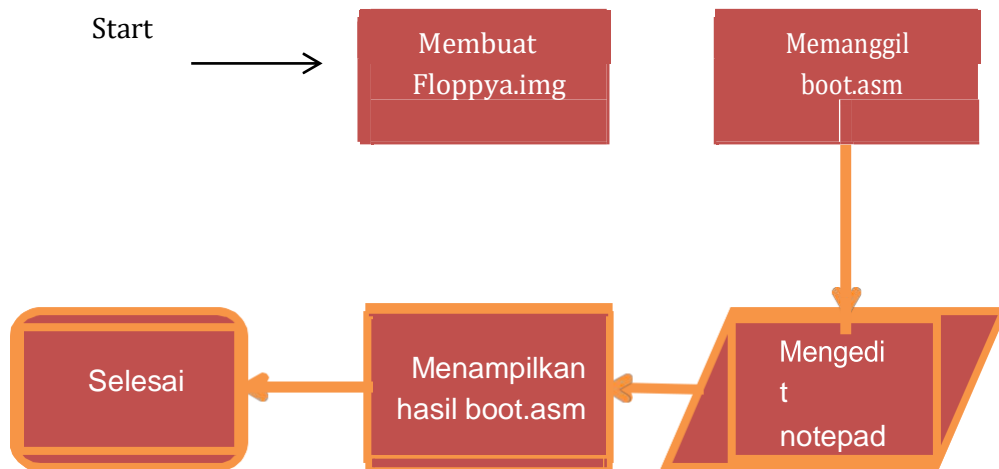 Start
Membuat
Floppya.img
Memanggil
boot.asm
Mengedi
t
notepad
Menampilkan
hasil boot.asm
Selesai